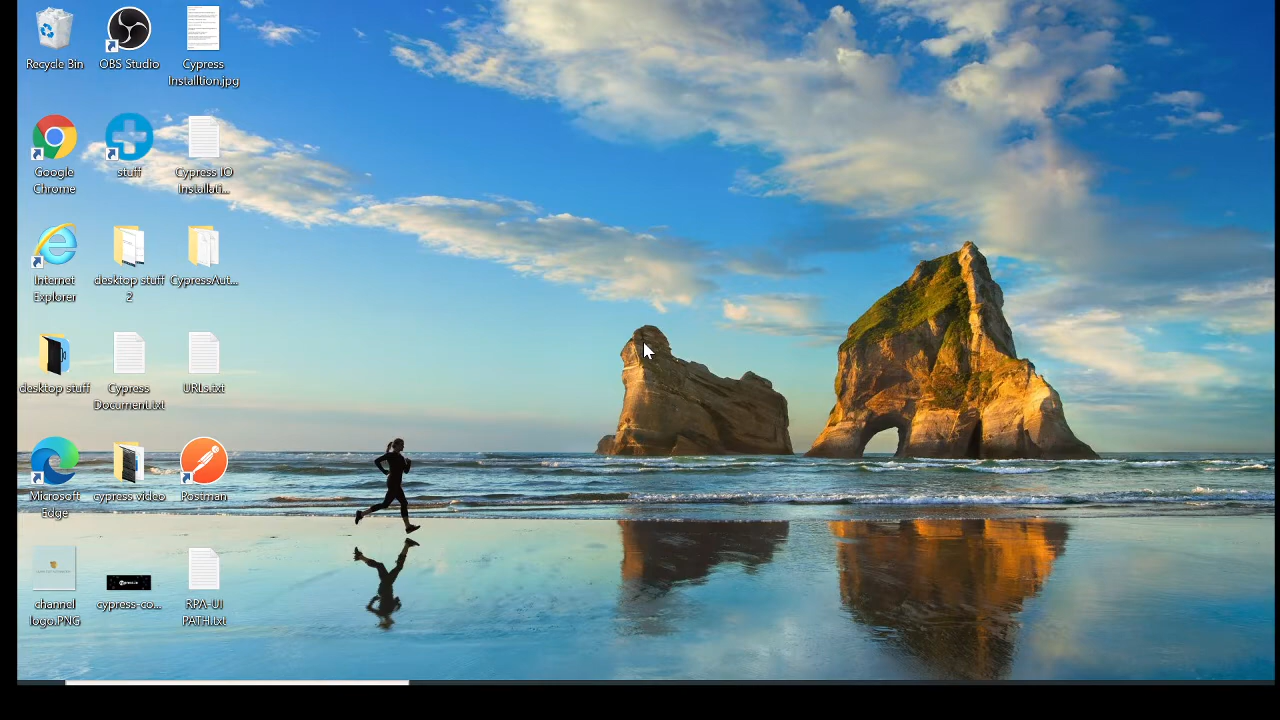 Recycle Bin
OBS Studio
Cypress
Installtion.jpg
Google
Chrome
stuff
Cypress IO
Installati...
Internet
Explorer
desktop stuff
2
CypressAut...
desktop stuff
Cypress
Document.txt
URLs.txt
Microsoft
Edge
cypress video
Postman
channel
logo.PNG
cypress-co...
RPA-UI
PATH.txt